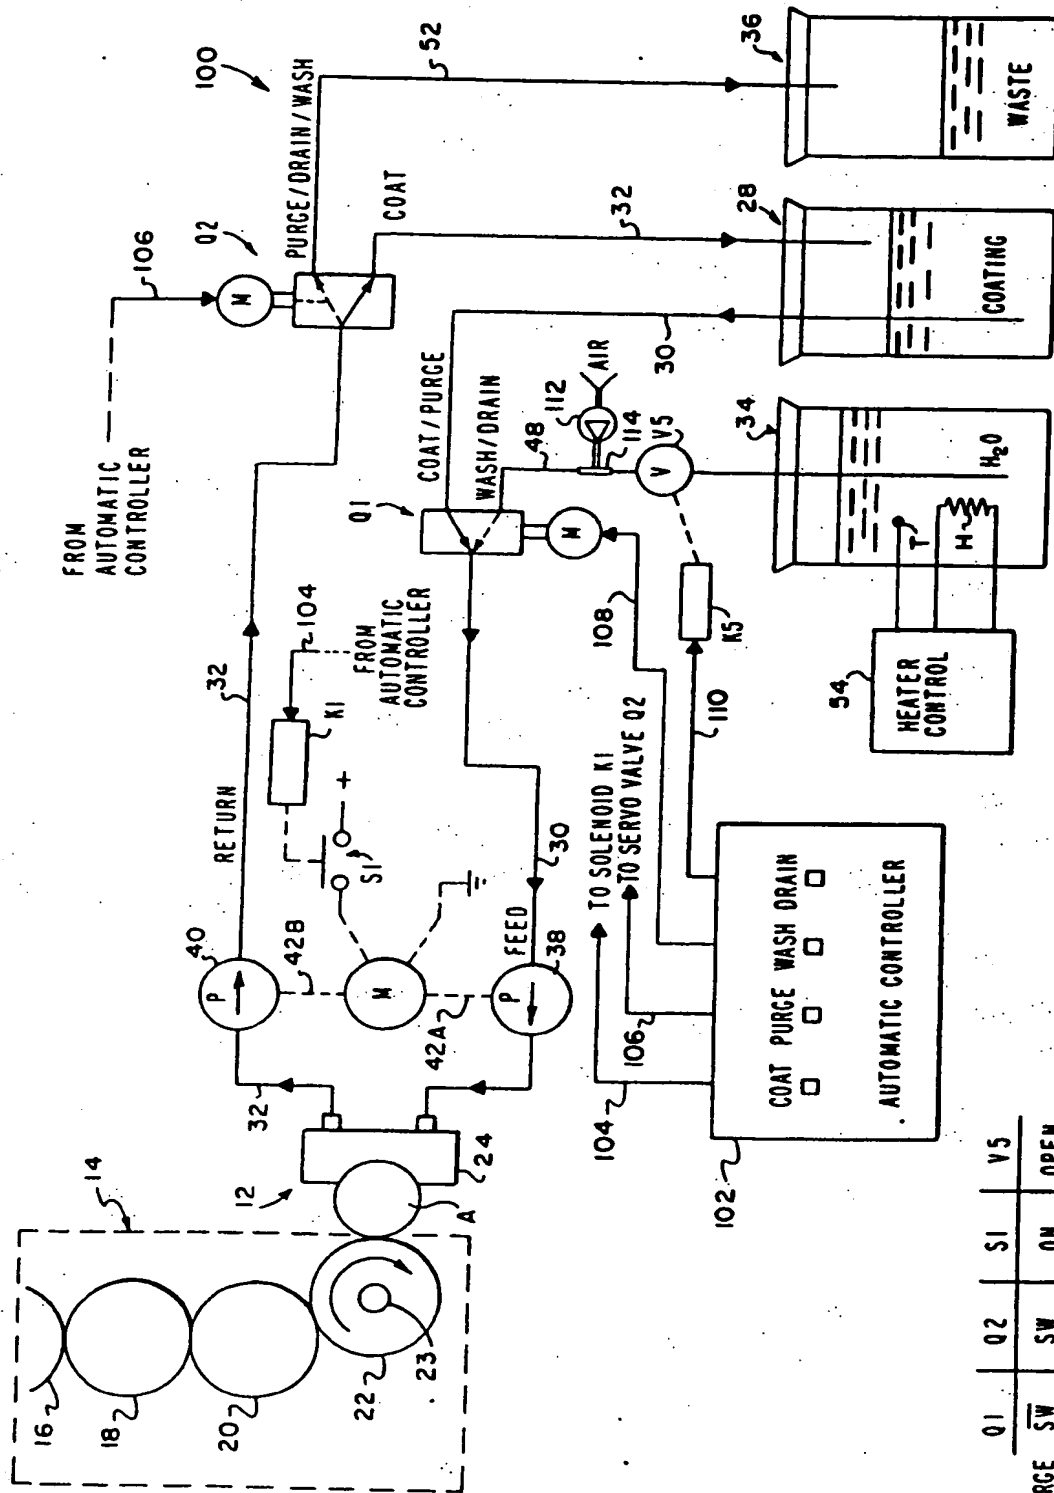 14
16
18
20
22
23
12
A
24
32
40
P
42B
M
42A
P
38
FEED
30
RETURN
32
S1
+
K1
104
FROM
AUTOMATIC
CONTROLLER
FROM
AUTOMATIC
CONTROLLER
106
M
Q2
100
PURGE/DRAIN/WASH
COAT
52
32
Q1
COAT/PURGE
WASH/DRAIN
M
48
112
AIR
114
V5
V
30
108
K5
110
TO SOLENOID K1
TO SERVO VALVE Q2
104
106
102
COAT PURGE WASH DRAIN
AUTOMATIC CONTROLLER
54
HEATER
CONTROL
T
H
H2O
34
COATING
28
WASTE
36
Q1 Q2 S1 V5
RGE SW SW ON OPEN